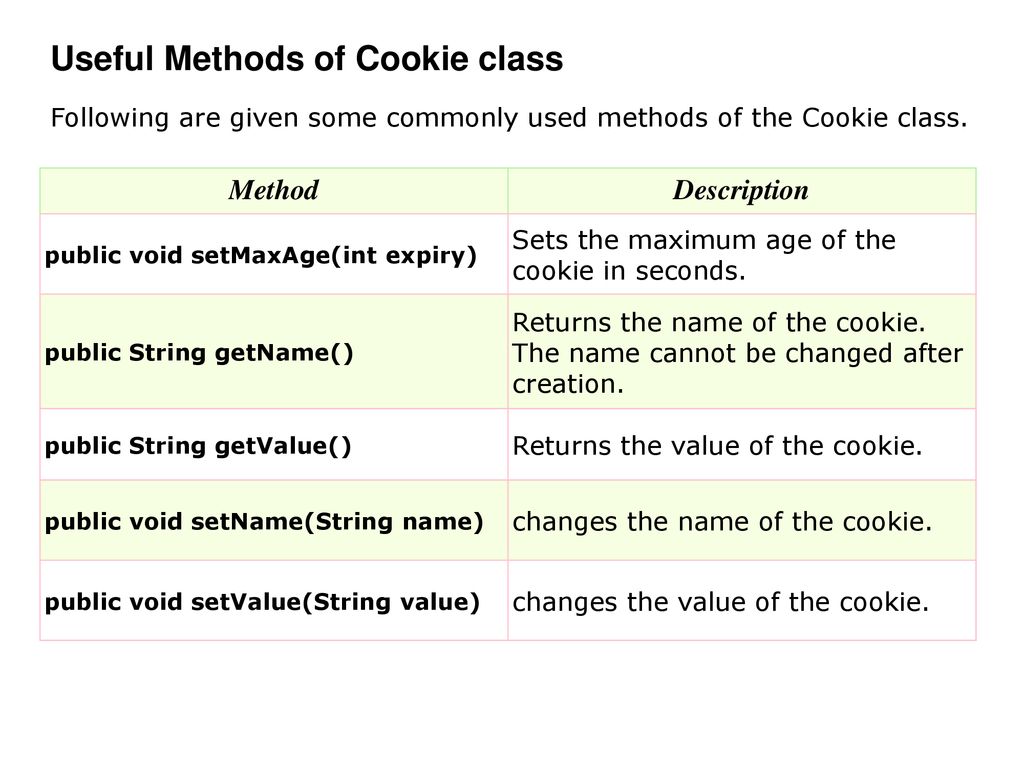 Useful Methods of Cookie class
Following are given some commonly used methods of the Cookie class.
Method
Description
public void setMaxAge(int expiry)
Sets the maximum age of the
cookie in seconds.
public String getName()
Returns the name of the cookie.
The name cannot be changed after
creation.
public String getValue()
Returns the value of the cookie.
public void setName(String name)
changes the name of the cookie.
public void setValue(String value)
changes the value of the cookie.